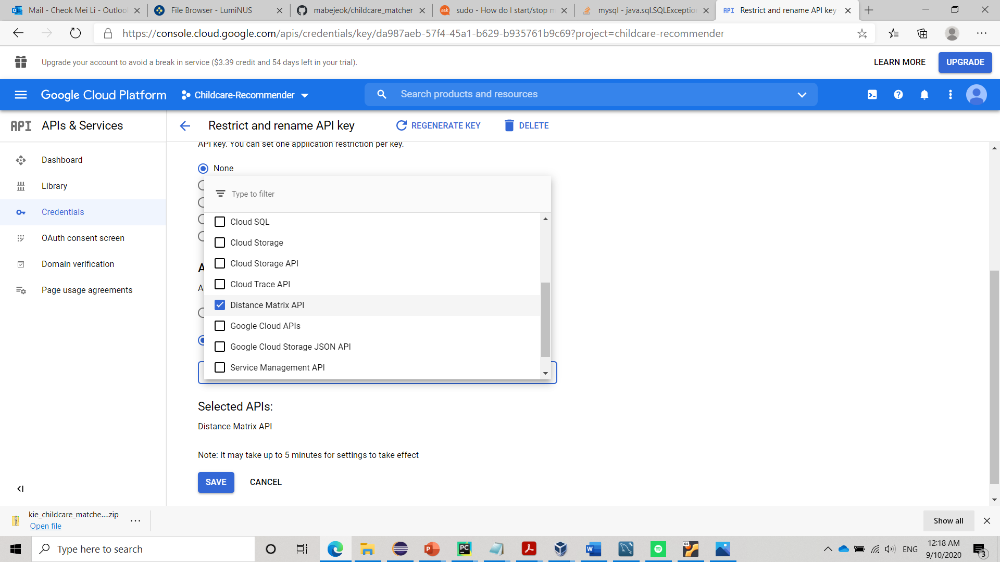 Mail - Cheok Mei Li - Outloo
File Browser - LumiNUS
mabejeok/childcare_matcher
ask
sudo - How do I start/stop m
mysql - java.sql.SQLExceptio
API Restrict and rename API key
https://console.cloud.google.com/apis/credentials/key/da987aeb-57f4-45a1-b629-b935761b9c69?project=childcare-recommender
Upgrade your account to avoid a break in service ($3.39 credit and 54 days left in your trial).
LEARN MORE
UPGRADE
Google Cloud Platform
Childcare-Recommender
Search products and resources
API APIs & Services
Restrict and rename API key
REGENERATE KEY
DELETE
Dashboard
Library
Credentials
OAuth consent screen
Domain verification
Page usage agreements
API key. You can set one application restriction per key.
None
Type to filter
Cloud SQL
Cloud Storage
Cloud Storage API
Cloud Trace API
Distance Matrix API
Google Cloud APIs
Google Cloud Storage JSON API
Service Management API
Selected APIs:
Distance Matrix API
Note: It may take up to 5 minutes for settings to take effect
SAVE
CANCEL
kie_childcare_matche....zip
Open file
Show all
Type here to search
ENG
12:18 AM
9/10/2020
3